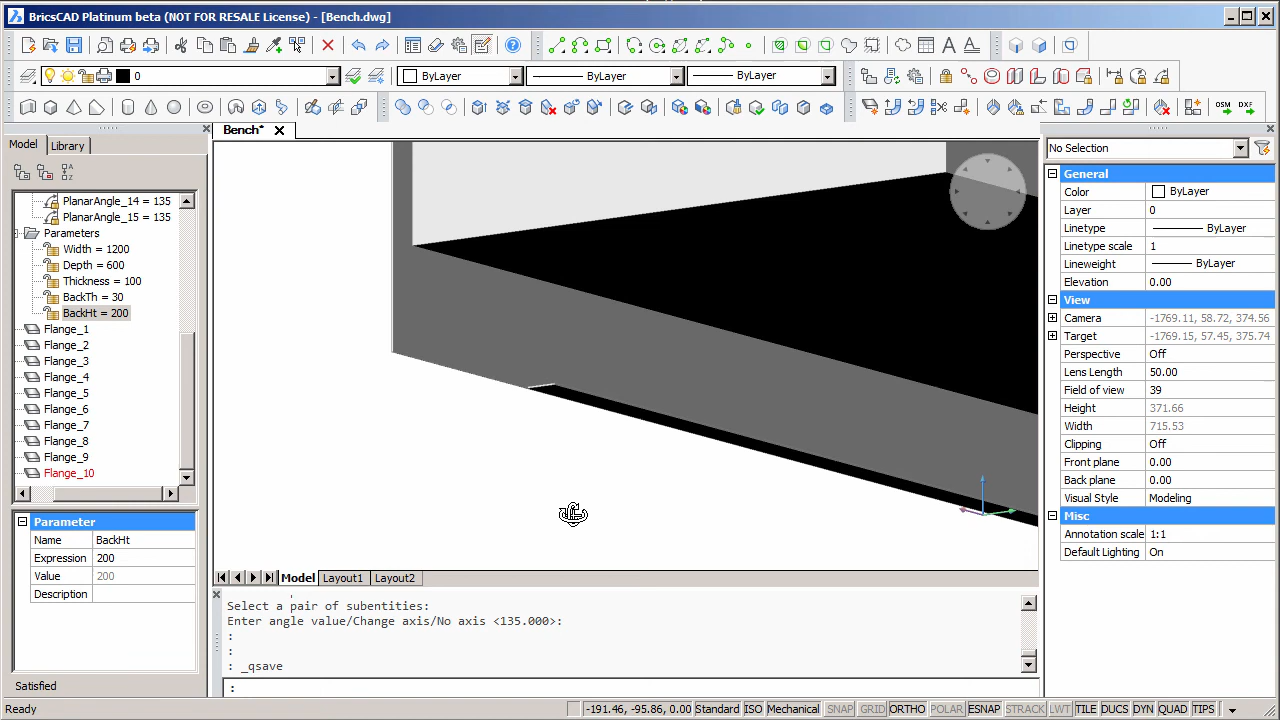 BricsCAD Platinum beta (NOT FOR RESALE License) - [Bench.dwg]
0
ByLayer
ByLayer
ByLayer
OSM
DXF
Bench*
Model
Library
PlanarAngle_14 = 135
PlanarAngle_15 = 135
Parameters
Width = 1200
Depth = 600
Thickness = 100
BackTh = 30
BackHt = 200
Flange_1
Flange_2
Flange_3
Flange_4
Flange_5
Flange_6
Flange_7
Flange_8
Flange_9
Flange_10
Parameter
Name BackHt
Expression 200
Value 200
Description
Satisfied
Model
Layout1
Layout2
Select a pair of subentities:
Enter angle value/Change axis/No axis <135.000>:
:
:
: _qsave
:
No Selection
General
Color ByLayer
Layer 0
Linetype ByLayer
Linetype scale 1
Lineweight ByLayer
Elevation 0.00
View
Camera -1769.11, 58.72, 374.56
Target -1769.15, 57.45, 375.74
Perspective Off
Lens Length 50.00
Field of view 39
Height 371.66
Width 715.53
Clipping Off
Front plane 0.00
Back plane 0.00
Visual Style Modeling
Misc
Annotation scale 1:1
Default Lighting On
Ready
-191.46, -95.86, 0.00 Standard ISO Mechanical SNAP GRID ORTHO POLAR ESNAP STRACK LWT TILE DUCS DYN QUAD TIPS